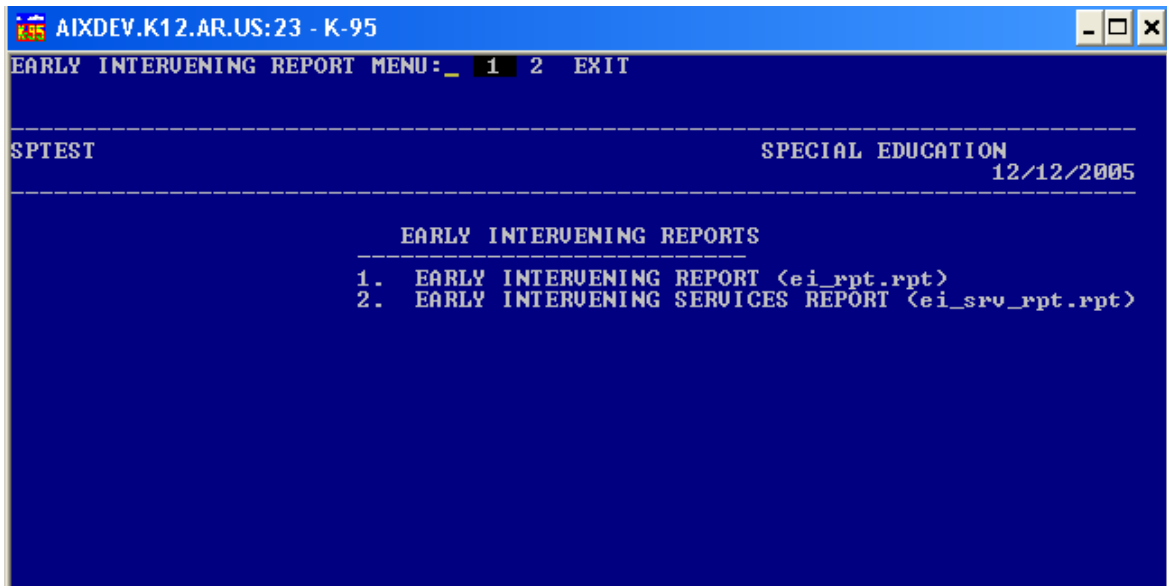 K-95 AIXDEV.K12.AR.US:23 - K-95
EARLY INTERVENING REPORT MENU:_ 1 2 EXIT
SPTEST SPECIAL EDUCATION
12/12/2005
EARLY INTERVENING REPORTS
1. EARLY INTERVENING REPORT (ei_rpt.rpt)
2. EARLY INTERVENING SERVICES REPORT (ei_srv_rpt.rpt)